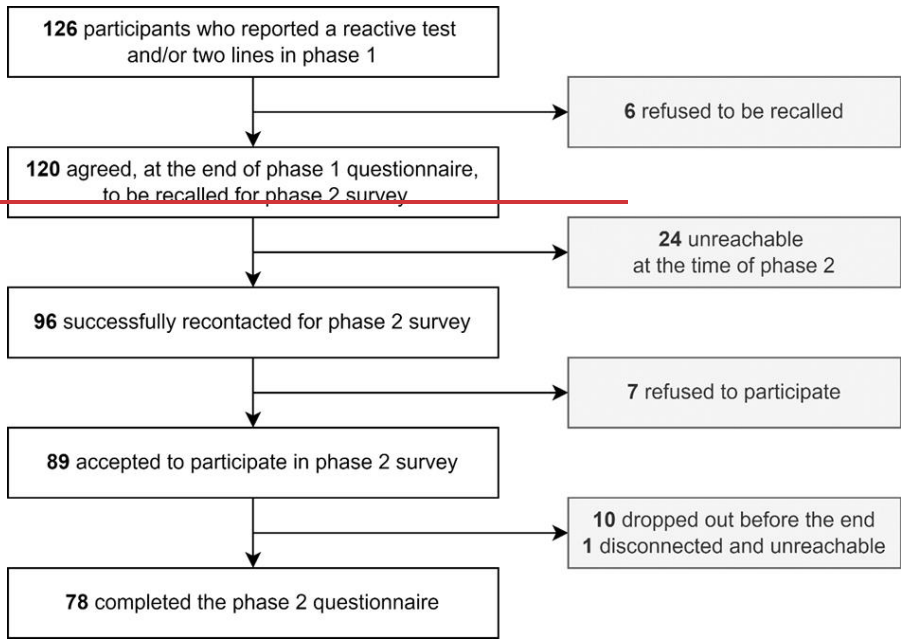 126 participants who reported a reactive test
and/or two lines in phase 1
6 refused to be recalled
120 agreed, at the end of phase 1 questionnaire,
to be recalled for phase 2 survey
24 unreachable
at the time of phase 2
96 successfully recontacted for phase 2 survey
7 refused to participate
89 accepted to participate in phase 2 survey
10 dropped out before the end
1 disconnected and unreachable
78 completed the phase 2 questionnaire